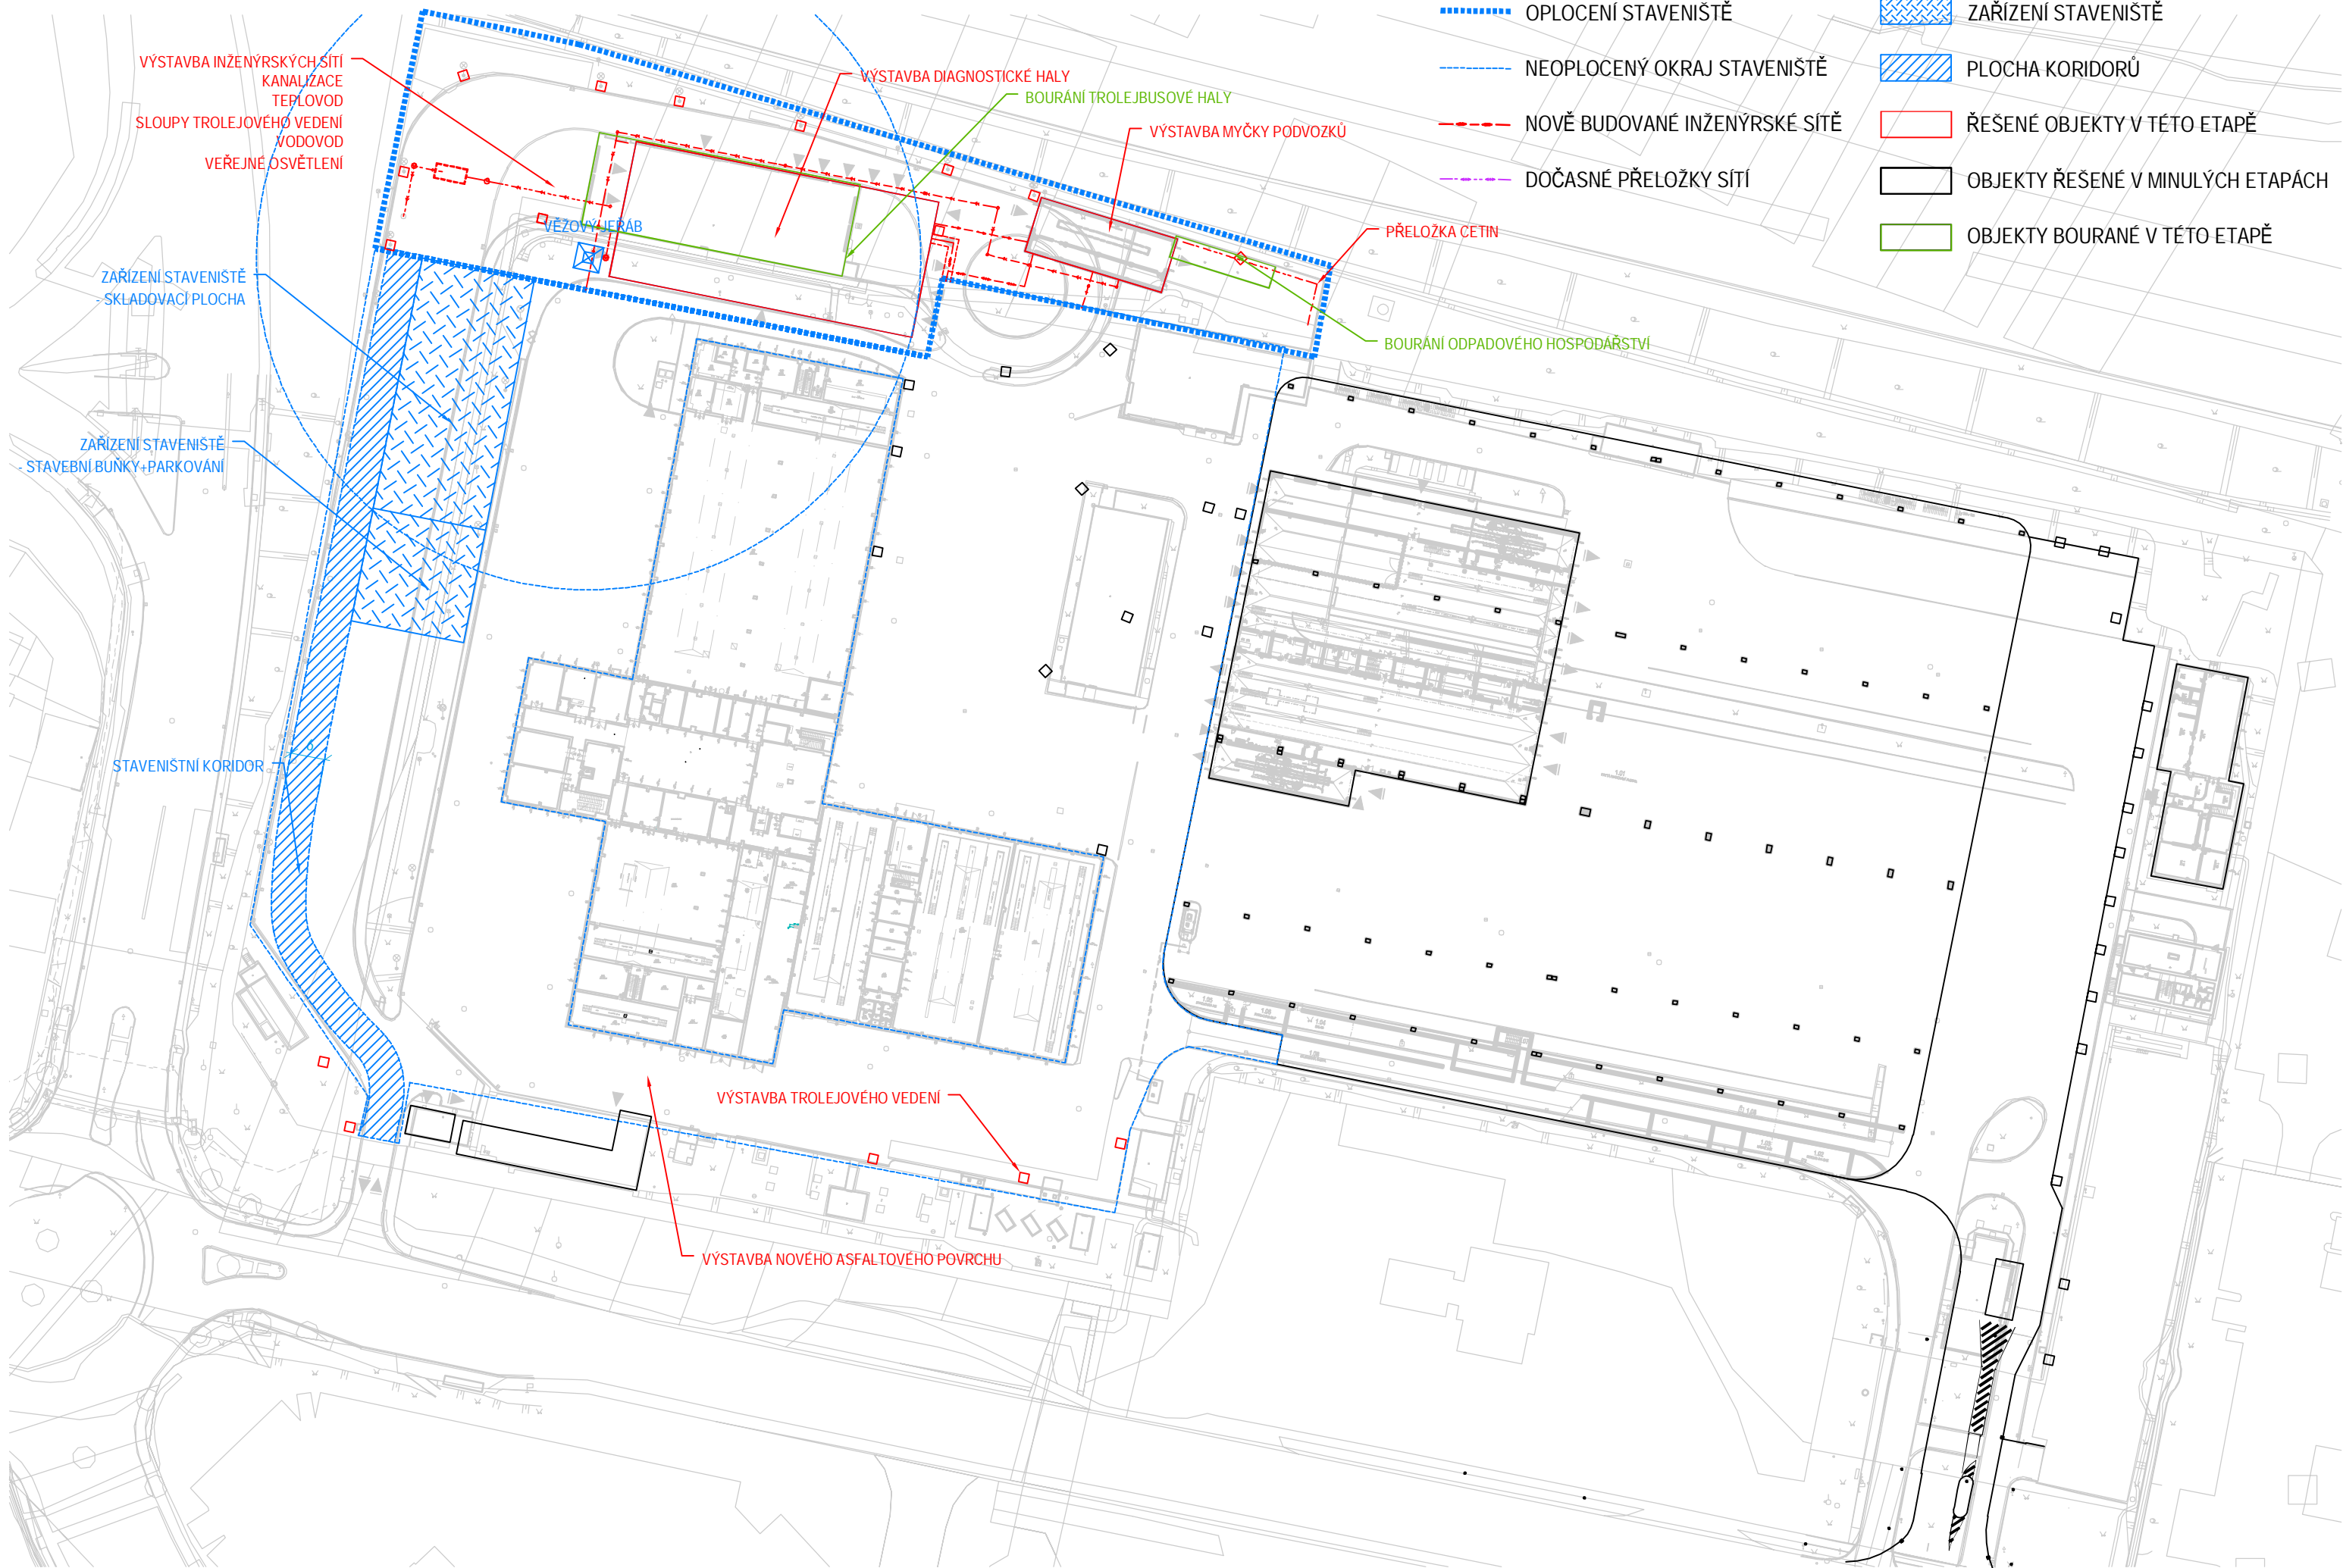 OPLOCENÍ STAVENIŠTĚ
ZAŘÍZENÍ STAVENIŠTĚ
NEOPLOCENÝ OKRAJ STAVENIŠTĚ
PLOCHA KORIDORŮ
NOVĚ BUDOVANÉ INŽENÝRSKÉ SÍTĚ
ŘEŠENÉ OBJEKTY V TÉTO ETAPĚ
DOČASNÉ PŘELOŽKY SÍTÍ
OBJEKTY ŘEŠENÉ V MINULÝCH ETAPÁCH
OBJEKTY BOURANÉ V TÉTO ETAPĚ
VÝSTAVBA INŽENÝRSKÝCH SÍTÍ
KANALIZACE
TEPLOVOD
SLOUPY TROLEJOVÉHO VEDENÍ
VODOVOD
VEŘEJNÉ OSVĚTLENÍ
VÝSTAVBA DIAGNOSTICKÉ HALY
BOURÁNÍ TROLEJBUSOVÉ HALY
VÝSTAVBA MYČKY PODVOZKŮ
VĚŽOVÝ JEŘÁB
PŘELOŽKA CETIN
ZAŘÍZENÍ STAVENIŠTĚ
- SKLADOVACÍ PLOCHA
BOURÁNÍ ODPADOVÉHO HOSPODÁŘSTVÍ
ZAŘÍZENÍ STAVENIŠTĚ
- STAVEBNÍ BUŇKY+PARKOVÁNÍ
STAVENIŠTNÍ KORIDOR
6
1.01
VÝSTAVBA TROLEJOVÉHO VEDENÍ
VÝSTAVBA NOVÉHO ASFALTOVÉHO POVRCHU